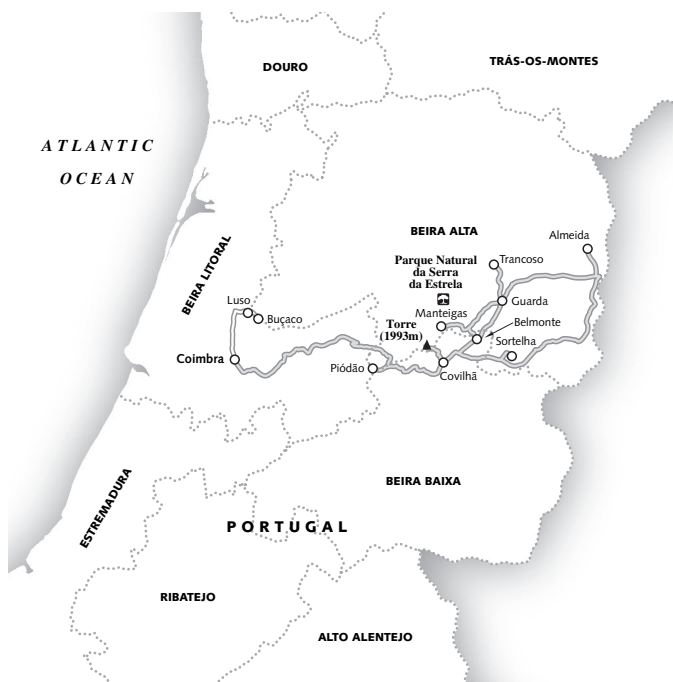 DOURO
TRÁS-OS-MONTES
ATLANTIC
OCEAN
BEIRA ALTA
Almeida
BEIRA LITORAL
Parque Natural
da Serra
da Estrela
Trancoso
Luso
Buçaco
Manteigas
Guarda
Torre
(1993m)
Belmonte
Sortelha
Coimbra
Piódão
Covilhã
BEIRA BAIXA
ESTREMADURA
PORTUGAL
RIBATEJO
ALTO ALENTEJO